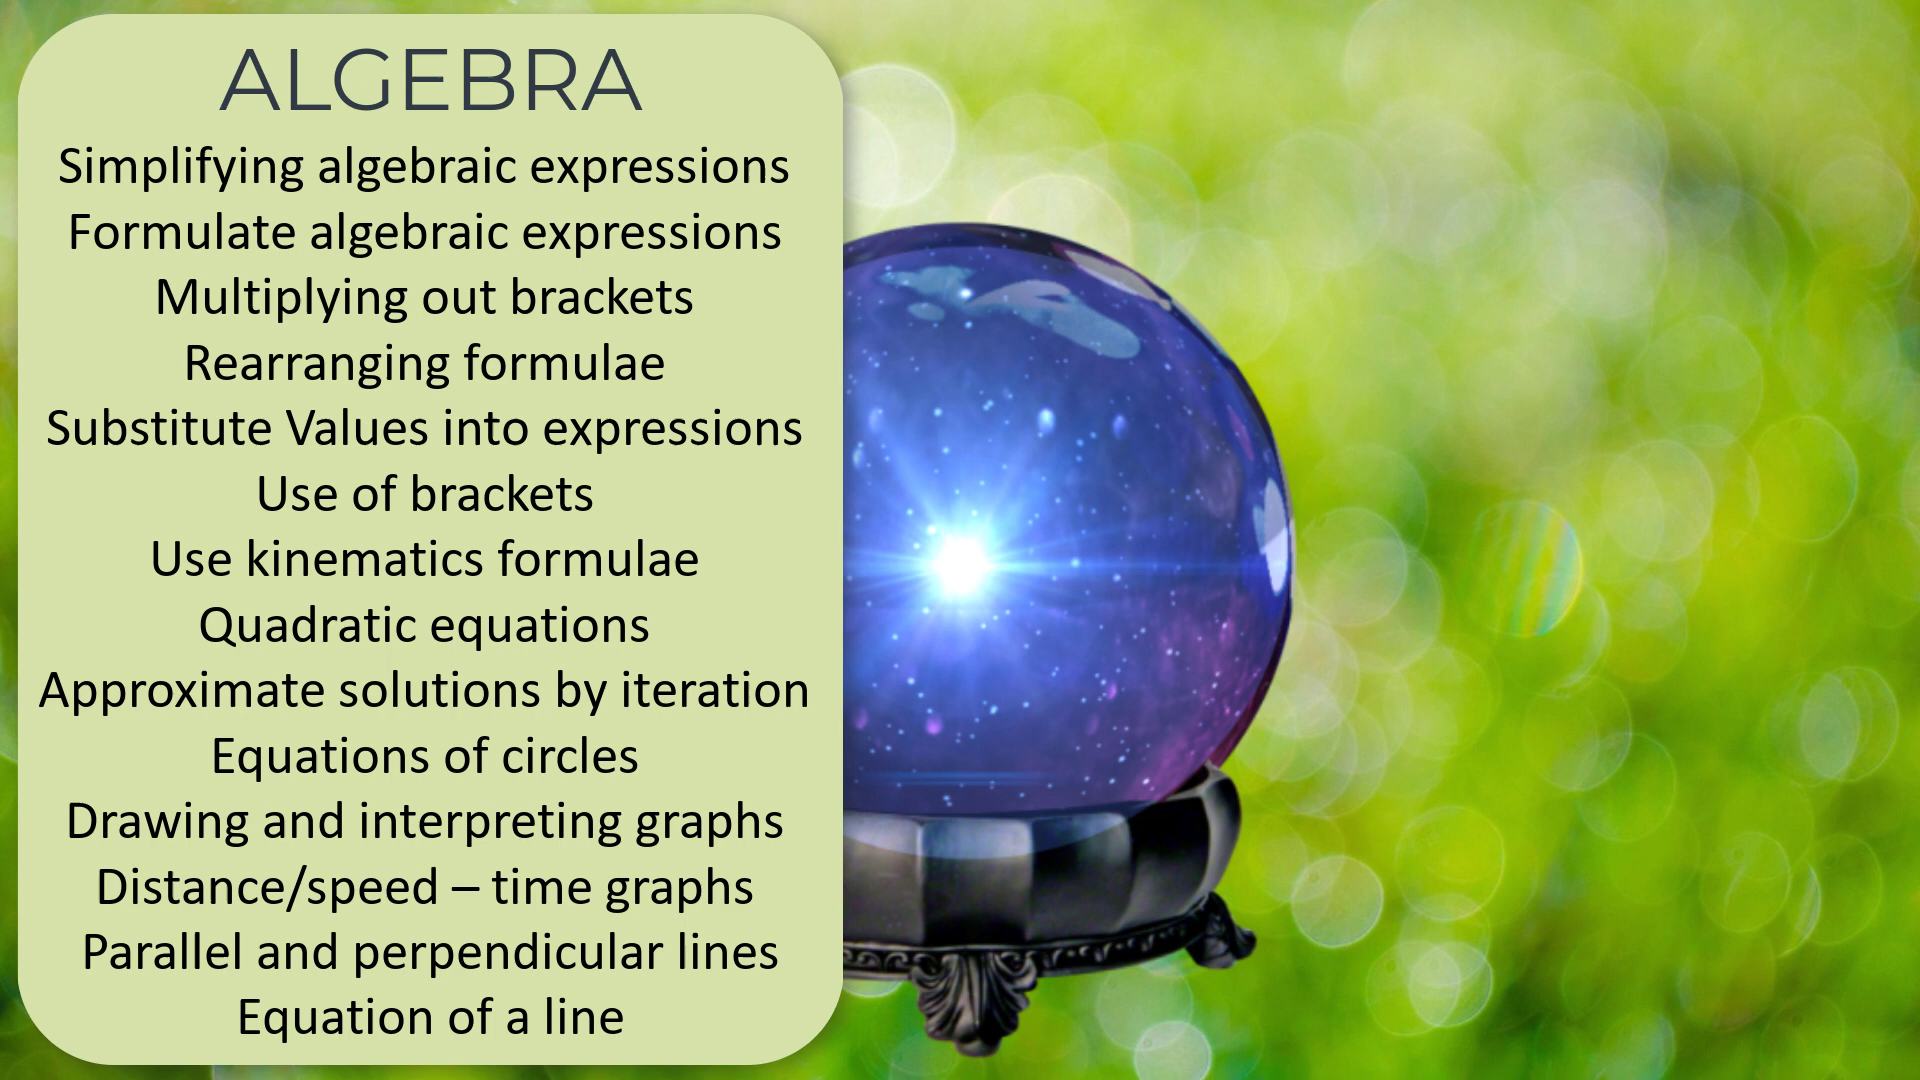 ALGEBRA
Simplifying algebraic expressions
Formulate algebraic expressions
Multiplying out brackets
Rearranging formulae
Substitute Values into expressions
Use of brackets
Use kinematics formulae
Quadratic equations
Approximate solutions by iteration
Equations of circles
Drawing and interpreting graphs
Distance/speed – time graphs
Parallel and perpendicular lines
Equation of a line